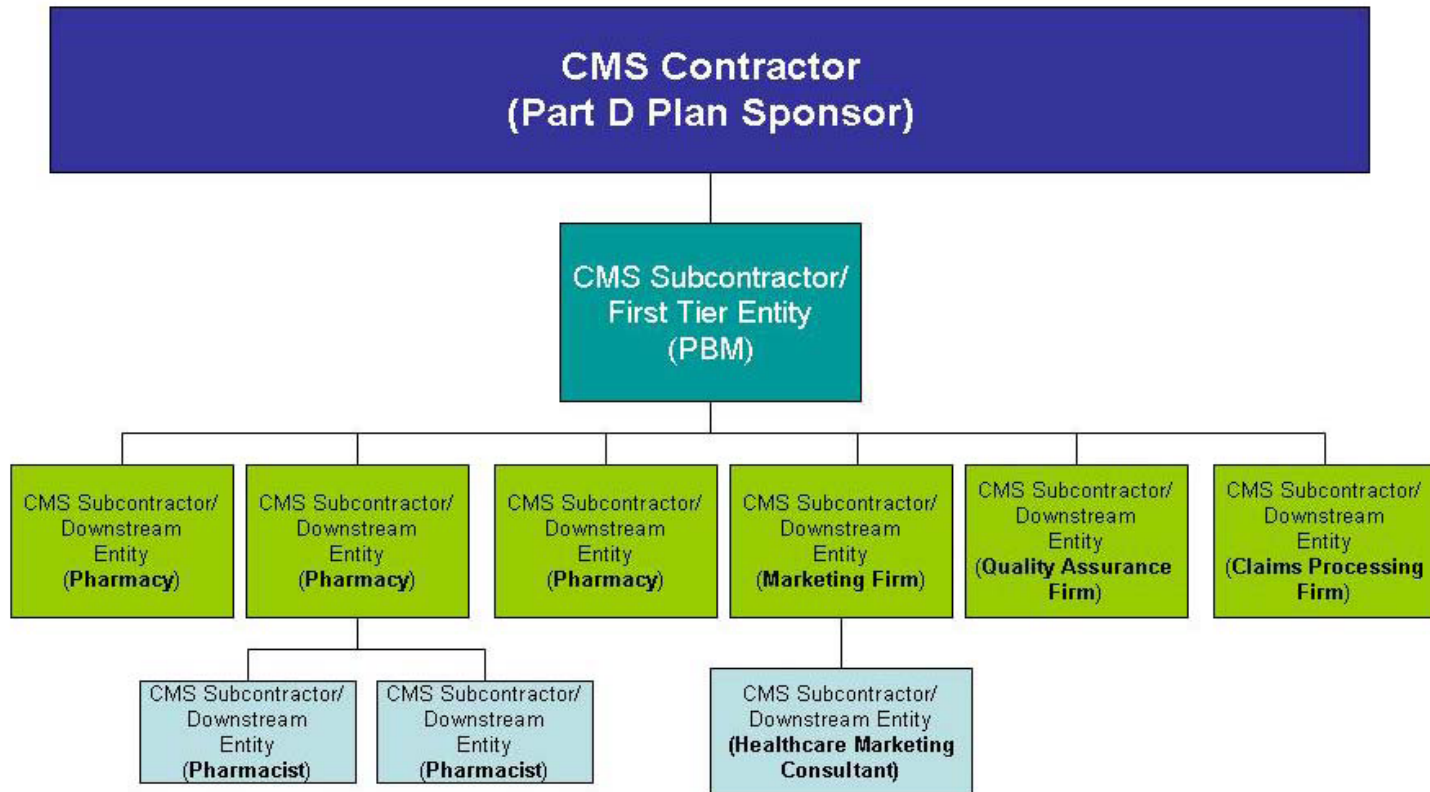 CMS Contractor
(Part D Plan Sponsor)
CMS Subcontractor/
First Tier Entity
(PBM)
CMS Subcontractor/
Downstream
Entity
(Pharmacy)
CMS Subcontractor/
Downstream
Entity
(Pharmacy)
CMS Subcontractor/
Downstream
Entity
(Pharmacy)
CMS Subcontractor/
Downstream
Entity
(Marketing Firm)
CMS Subcontractor/
Downstream
Entity
(Quality Assurance
Firm)
CMS Subcontractor/
Downstream
Entity
(Claims Processing
Firm)
CMS Subcontractor/
Downstream
Entity
(Pharmacist)
CMS Subcontractor/
Downstream
Entity
(Pharmacist)
CMS Subcontractor/
Downstream Entity
(Healthcare Marketing
Consultant)